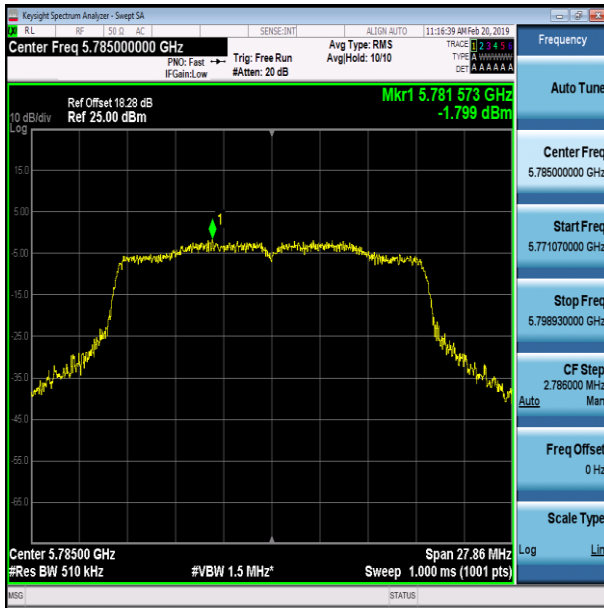 Keysight Spectrum Analyzer - Swept SA
RL RF 50 Ω AC SENSE:INT ALIGN AUTO 11:16:39 AM Feb 20, 2019
Center Freq 5.785000000 GHz
PNO: Fast
IFGain:Low
Trig: Free Run
#Atten: 20 dB
Avg Type: RMS
Avg|Hold: 10/10
TRACE 1 2 3 4 5 6
TYPE A WWWWW
DET A A A A A A
Ref Offset 18.28 dB
10 dB/div Ref 25.00 dBm
Log
Mkr1 5.781 573 GHz
-1.799 dBm
15.0
5.00
-5.00
-15.0
-25.0
-35.0
-45.0
-55.0
-65.0
1
Center 5.78500 GHz Span 27.86 MHz
#Res BW 510 kHz #VBW 1.5 MHz* Sweep 1.000 ms (1001 pts)
MSG STATUS
Frequency
Auto Tune
Center Freq
5.785000000 GHz
Start Freq
5.771070000 GHz
Stop Freq
5.798930000 GHz
CF Step
2.786000 MHz
Auto Man
Freq Offset
0 Hz
Scale Type
Log Lin